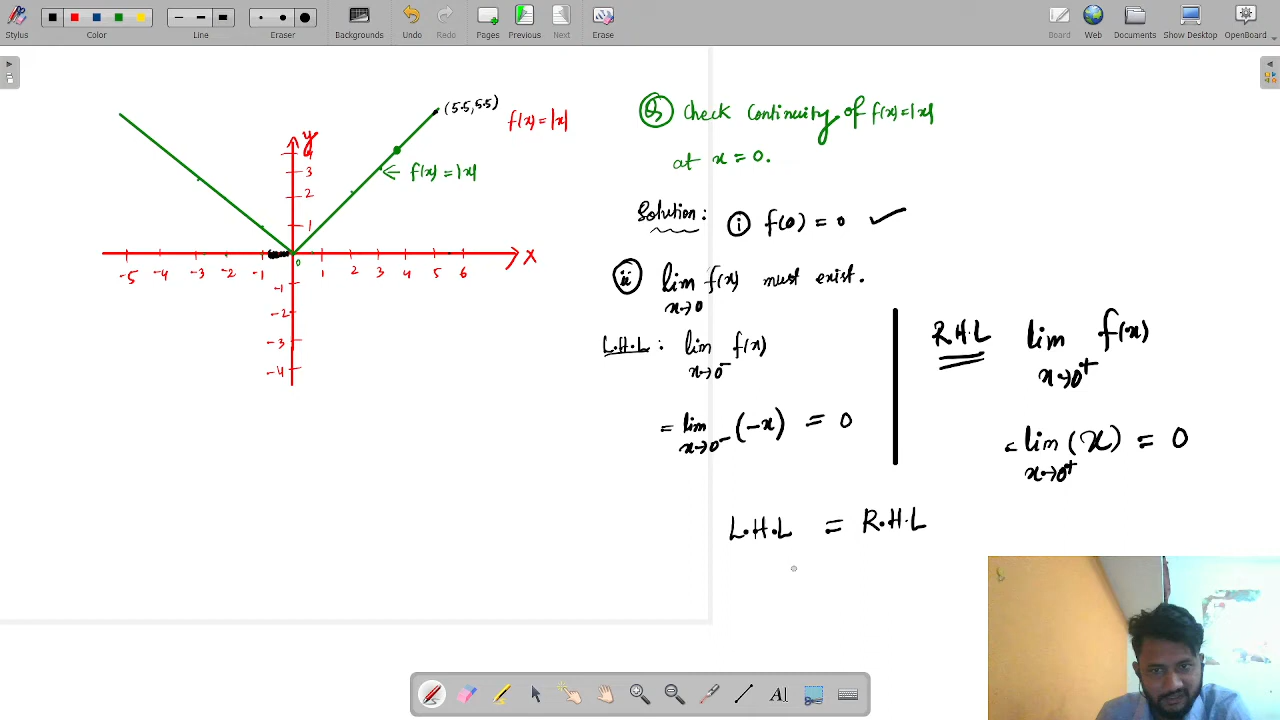 Stylus
Color
Line
Eraser
Backgrounds
Undo
Redo
Pages
Previous
Next
Erase
Board
Web
Documents
Show Desktop
OpenBoard
(5.5,5.5)
f(x) = |x|
y
4
3
2
1
← f(x) = |x|
-5 -4 -3 -2 -1 0 1 2 3 4 5 6
X
-1
-2
-3
-4
Q Check Continuity of f(x)=|x|
at x = 0.
Solution: (i) f(0) = 0 ✓
(ii) lim f(x) must exist.
x→0
L.H.L : lim f(x)
x→0⁻
= lim (-x) = 0
x→0⁻
R.H.L lim f(x)
x→0⁺
= lim (x) = 0
x→0⁺
L.H.L = R.H.L
AI